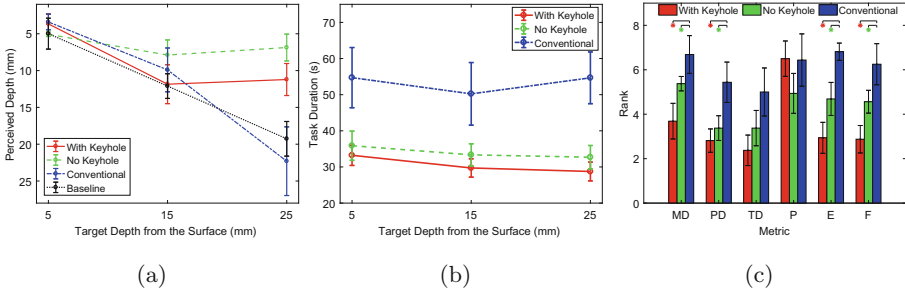 Perceived Depth (mm)
5
10
15
20
25
With Keyhole
No Keyhole
Conventional
Baseline
5
15
25
Target Depth from the Surface (mm)
(a)
Task Duration (s)
80
70
60
50
40
30
20
With Keyhole
No Keyhole
Conventional
5
15
25
Target Depth from the Surface (mm)
(b)
Rank
8
6
4
2
0
With Keyhole
No Keyhole
Conventional
* * * * * * * *
MD PD TD P E F
Metric
(c)